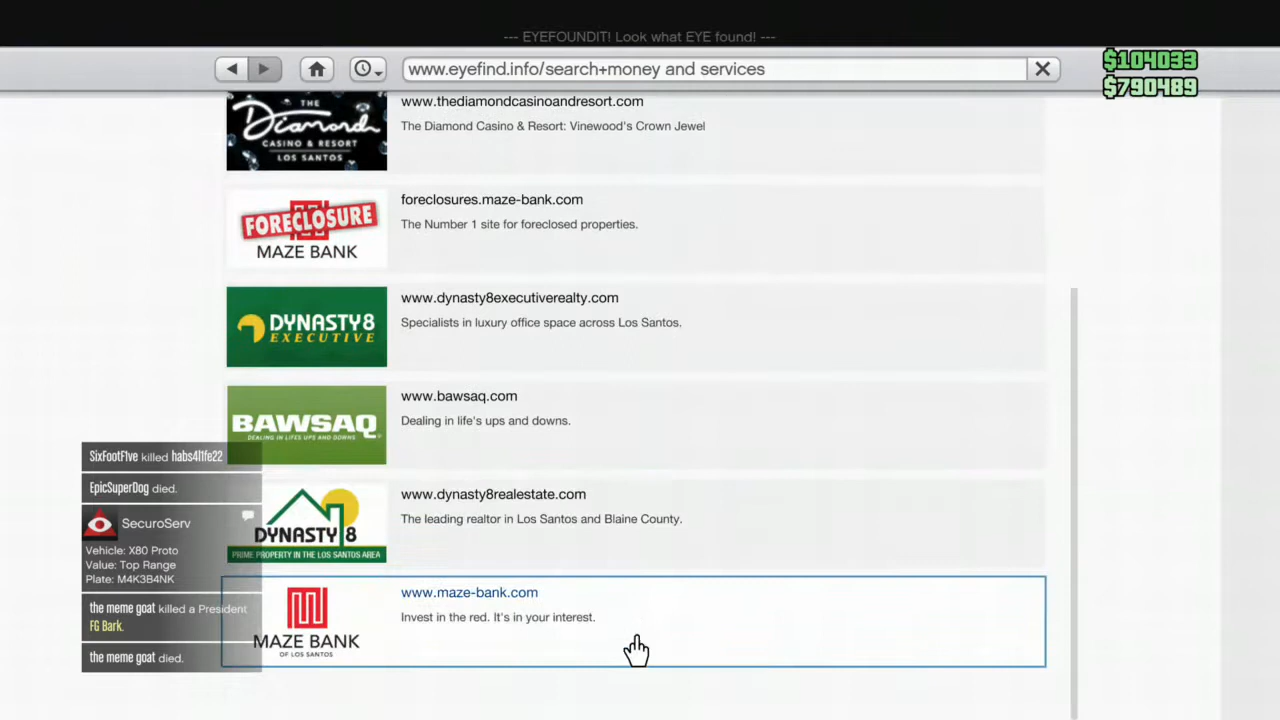 --- EYEFOUNDIT! Look what EYE found! ---
www.eyefind.info/search+money and services
$104033
$790489
THE
Diamond
CASINO & RESORT
LOS SANTOS
www.thediamondcasinoandresort.com
The Diamond Casino & Resort: Vinewood's Crown Jewel
FORECLOSURE
MAZE BANK
foreclosures.maze-bank.com
The Number 1 site for foreclosed properties.
DYNASTY8
EXECUTIVE
www.dynasty8executiverealty.com
Specialists in luxury office space across Los Santos.
BAWSAQ
DEALING IN LIFES UPS AND DOWNS
www.bawsaq.com
Dealing in life's ups and downs.
DYNASTY 8
PRIME PROPERTY IN THE LOS SANTOS AREA
www.dynasty8realestate.com
The leading realtor in Los Santos and Blaine County.
MAZE BANK
OF LOS SANTOS
www.maze-bank.com
Invest in the red. It's in your interest.
SixFootF1ve killed habs4l1fe22
EpicSuperDog died.
SecuroServ
Vehicle: X80 Proto
Value: Top Range
Plate: M4K3B4NK
the meme goat killed a President
FG Bark.
the meme goat died.